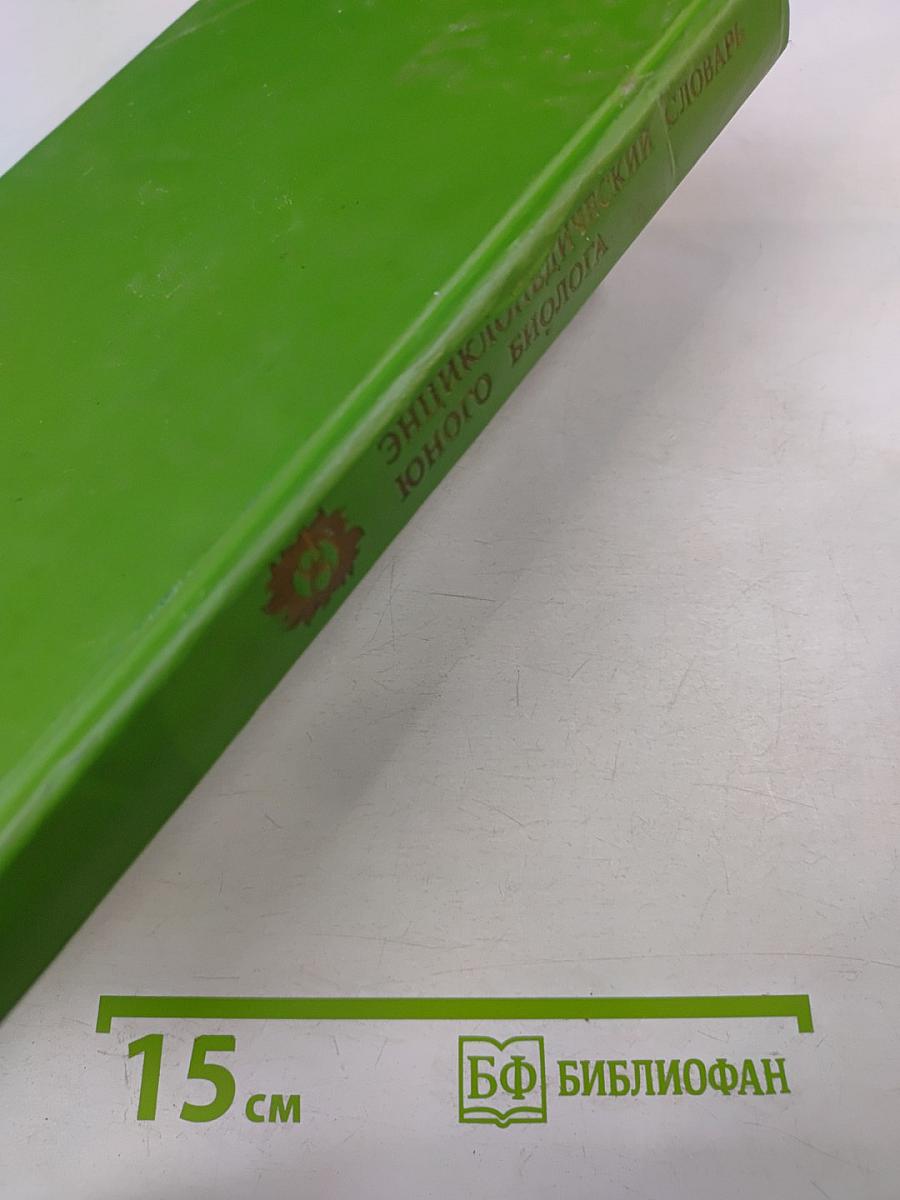 ЭНЦИКЛОПЕДИЧЕСКИЙ СЛОВАРЬ
ЮНОГО БИОЛОГА
15 см
БФ БИБЛИОФАН